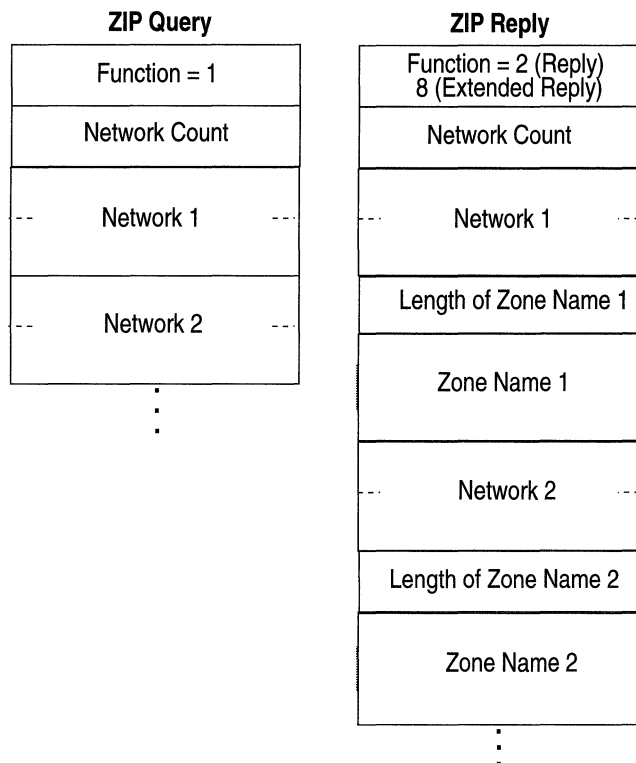 ZIP Query
Function = 1
Network Count
Network 1
Network 2
ZIP Reply
Function = 2 (Reply)
8 (Extended Reply)
Network Count
Network 1
Length of Zone Name 1
Zone Name 1
Network 2
Length of Zone Name 2
Zone Name 2